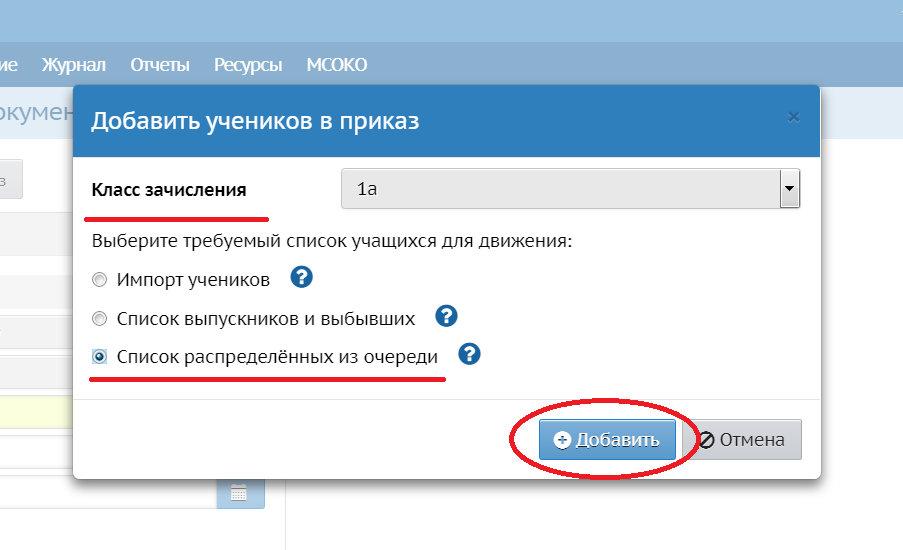 ие Журнал Отчеты Ресурсы МСОКО
окумен
Добавить учеников в приказ ×
з
Класс зачисления 1а
Выберите требуемый список учащихся для движения:
Импорт учеников ?
Список выпускников и выбывших ?
Список распределённых из очереди ?
Добавить Отмена